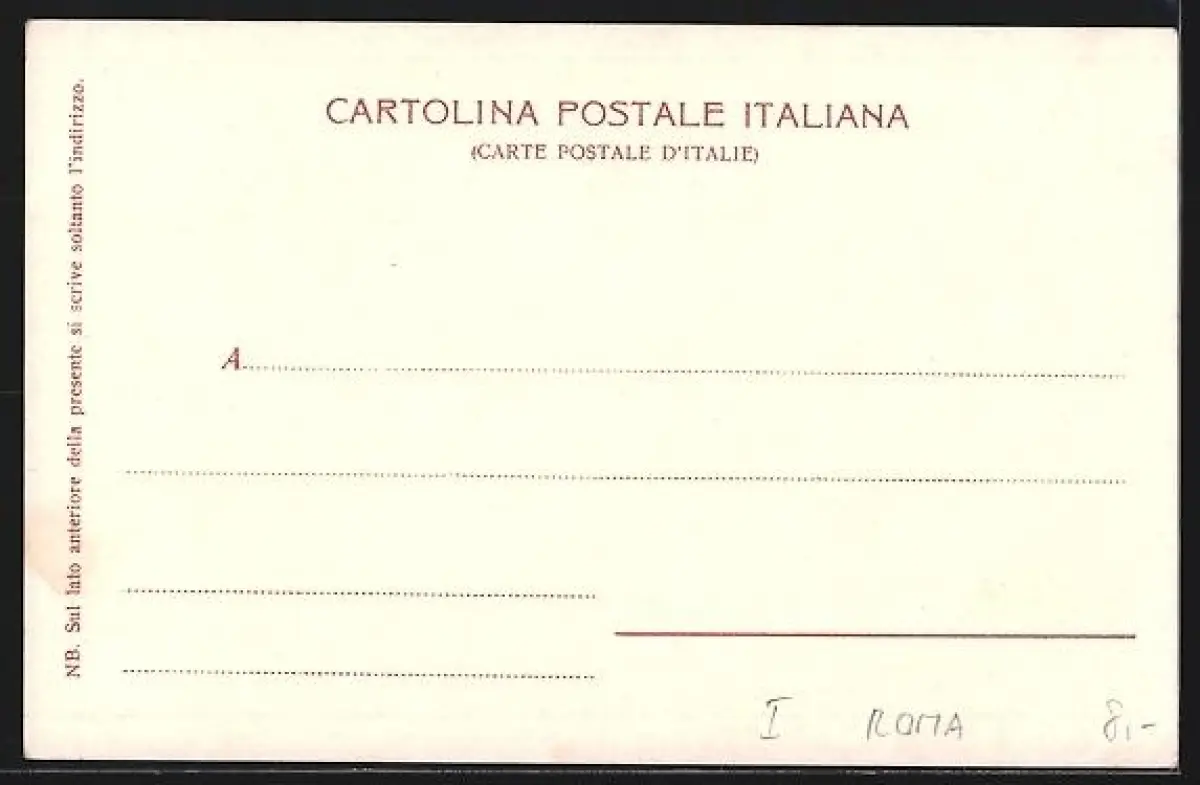 CARTOLINA POSTALE ITALIANA
(CARTE POSTALE D'ITALIE)
NB. Sul lato anteriore della presente si scrive soltanto l'indirizzo.
A
I ROMA 8,-